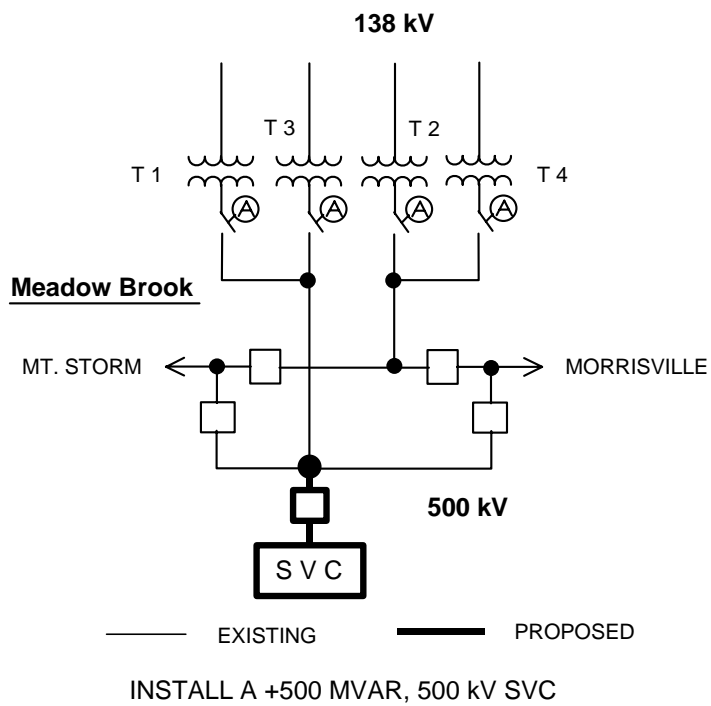 138 kV
T 3
T 2
T 1
T 4
A
A
A
A
Meadow Brook
MT. STORM
MORRISVILLE
500 kV
S V C
EXISTING
PROPOSED
INSTALL A +500 MVAR, 500 kV SVC